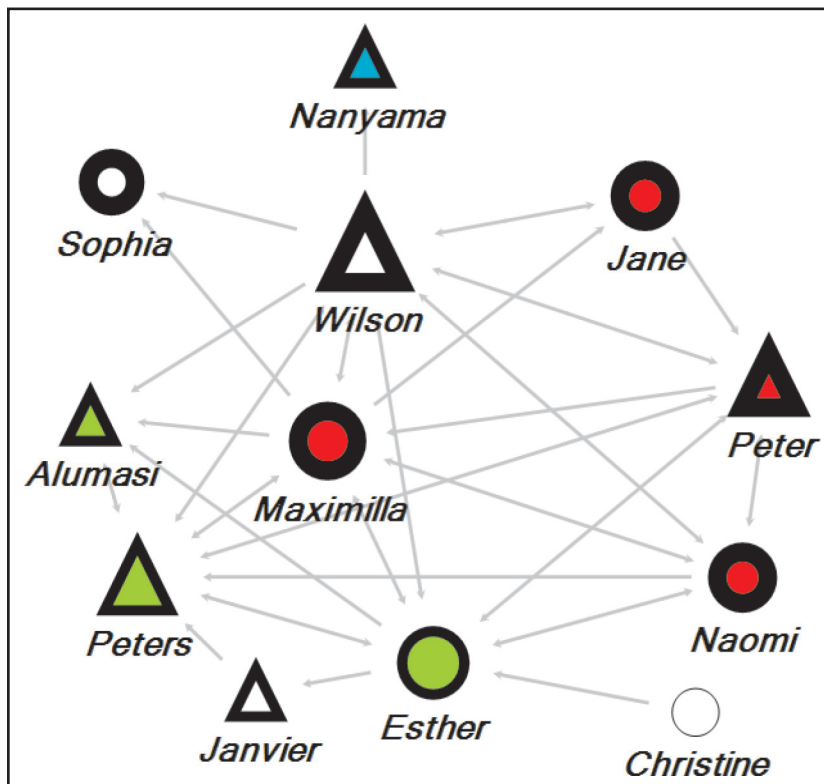 Nanyama
Sophia
Jane
Wilson
Peter
Alumasi
Maximilla
Naomi
Peters
Esther
Janvier
Christine